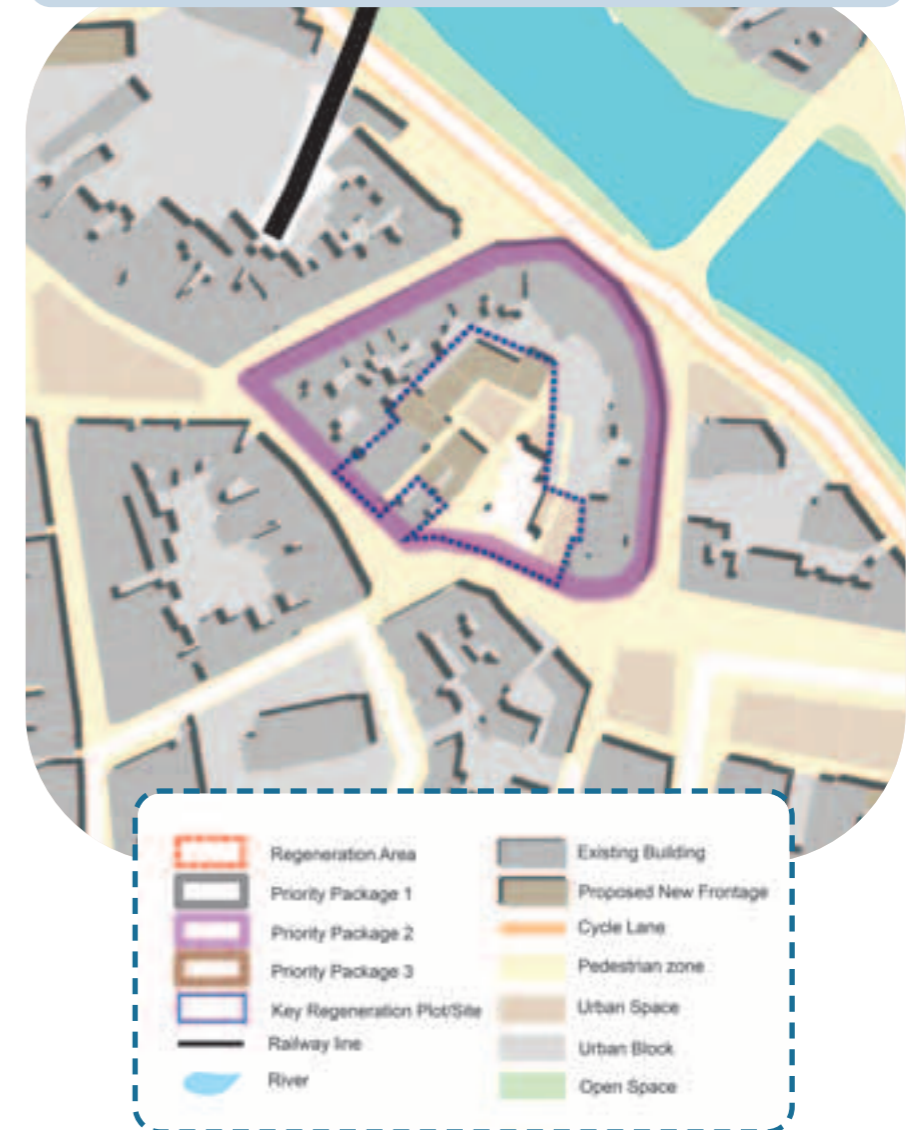 Regeneration Area
Priority Package 1
Priority Package 2
Priority Package 3
Key Regeneration Plot/Site
Railway line
River
Existing Building
Proposed New Frontage
Cycle Lane
Pedestrian zone
Urban Space
Urban Block
Open Space